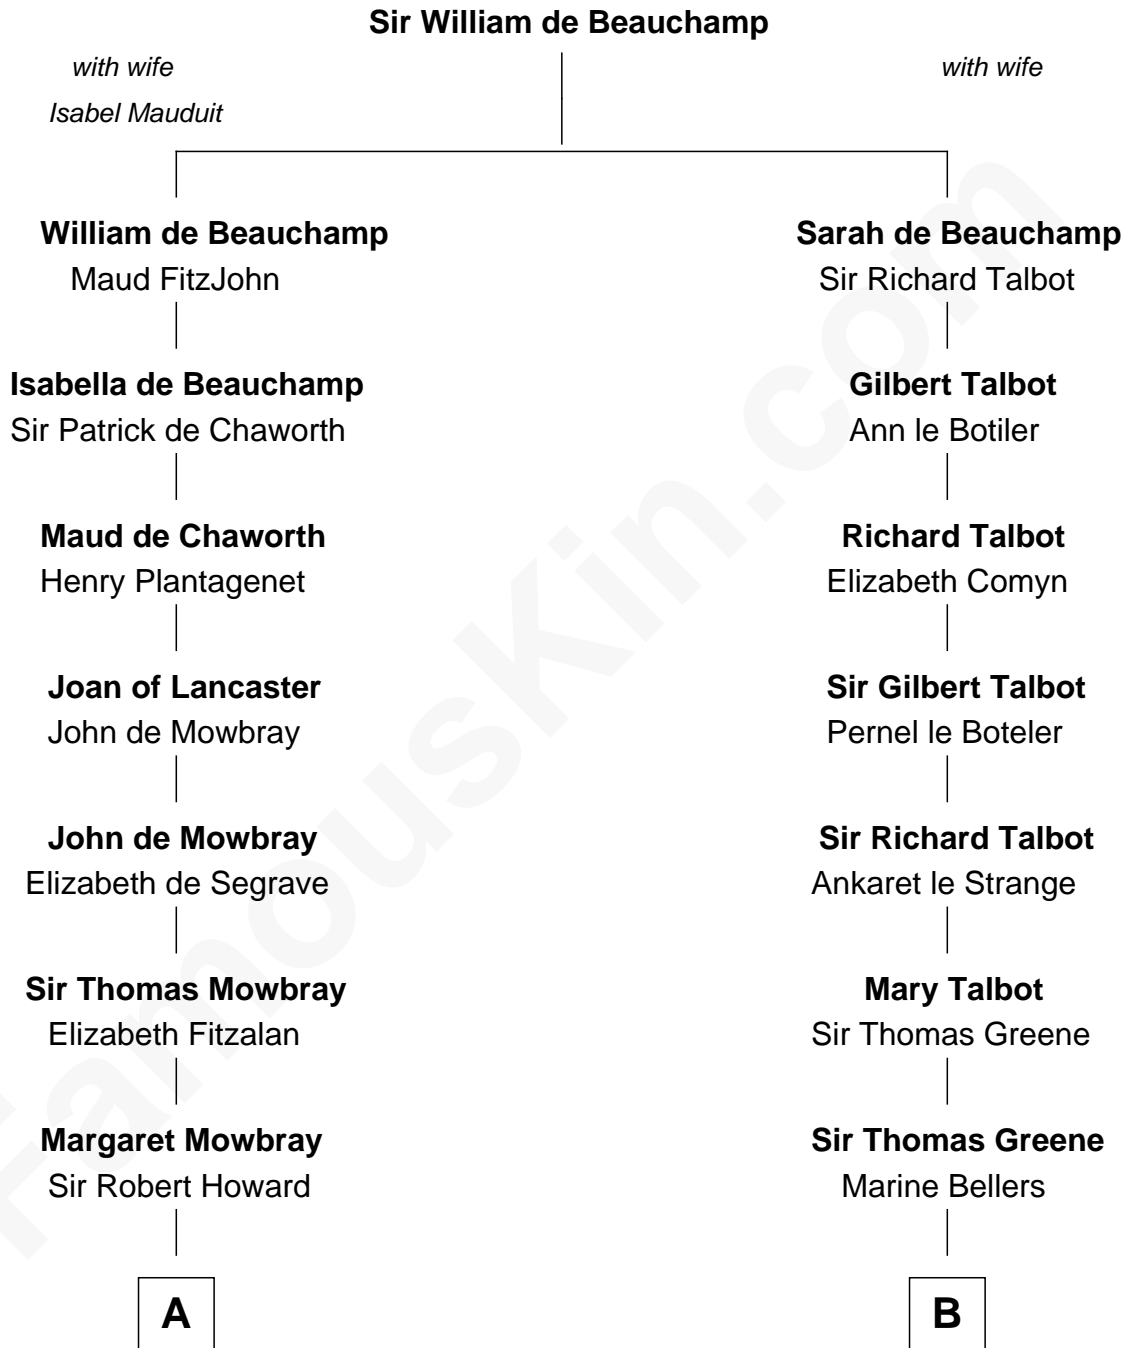 Sir William de Beauchamp
with wife
Isabel Mauduit
with wife
William de Beauchamp
Maud FitzJohn
Sarah de Beauchamp
Sir Richard Talbot
Isabella de Beauchamp
Sir Patrick de Chaworth
Gilbert Talbot
Ann le Botiler
Maud de Chaworth
Henry Plantagenet
Richard Talbot
Elizabeth Comyn
Joan of Lancaster
John de Mowbray
Sir Gilbert Talbot
Pernel le Boteler
John de Mowbray
Elizabeth de Segrave
Sir Richard Talbot
Ankaret le Strange
Sir Thomas Mowbray
Elizabeth Fitzalan
Mary Talbot
Sir Thomas Greene
Margaret Mowbray
Sir Robert Howard
Sir Thomas Greene
Marine Bellers
A
B
FamousKin.com